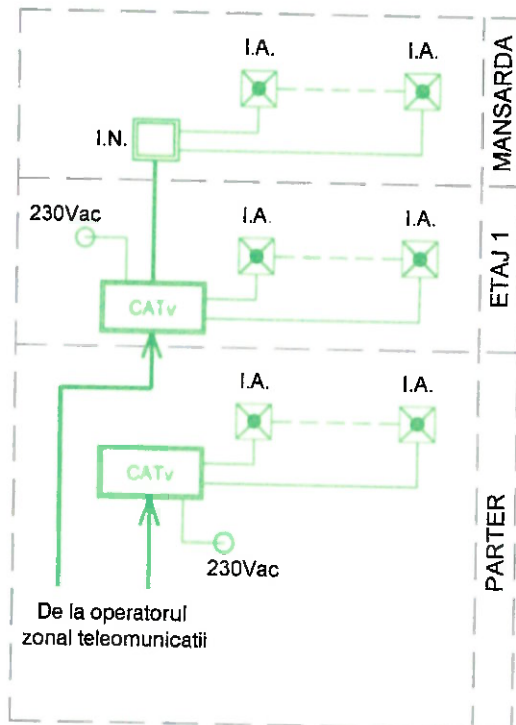 I.A.
I.A.
I.N.
MANSARDA
230Vac
I.A.
I.A.
CATv
ETAJ 1
I.A.
I.A.
CATv
230Vac
PARTER
De la operatorul
zonal teleomunicatii